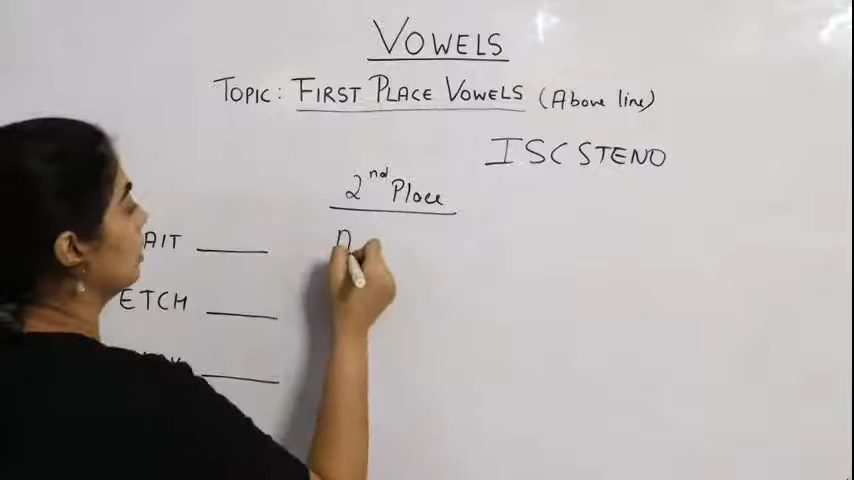 VOWELS
TOPIC: FIRST PLACE VOWELS (Above line)
ISC STENO
2nd Place
AIT
ETCH